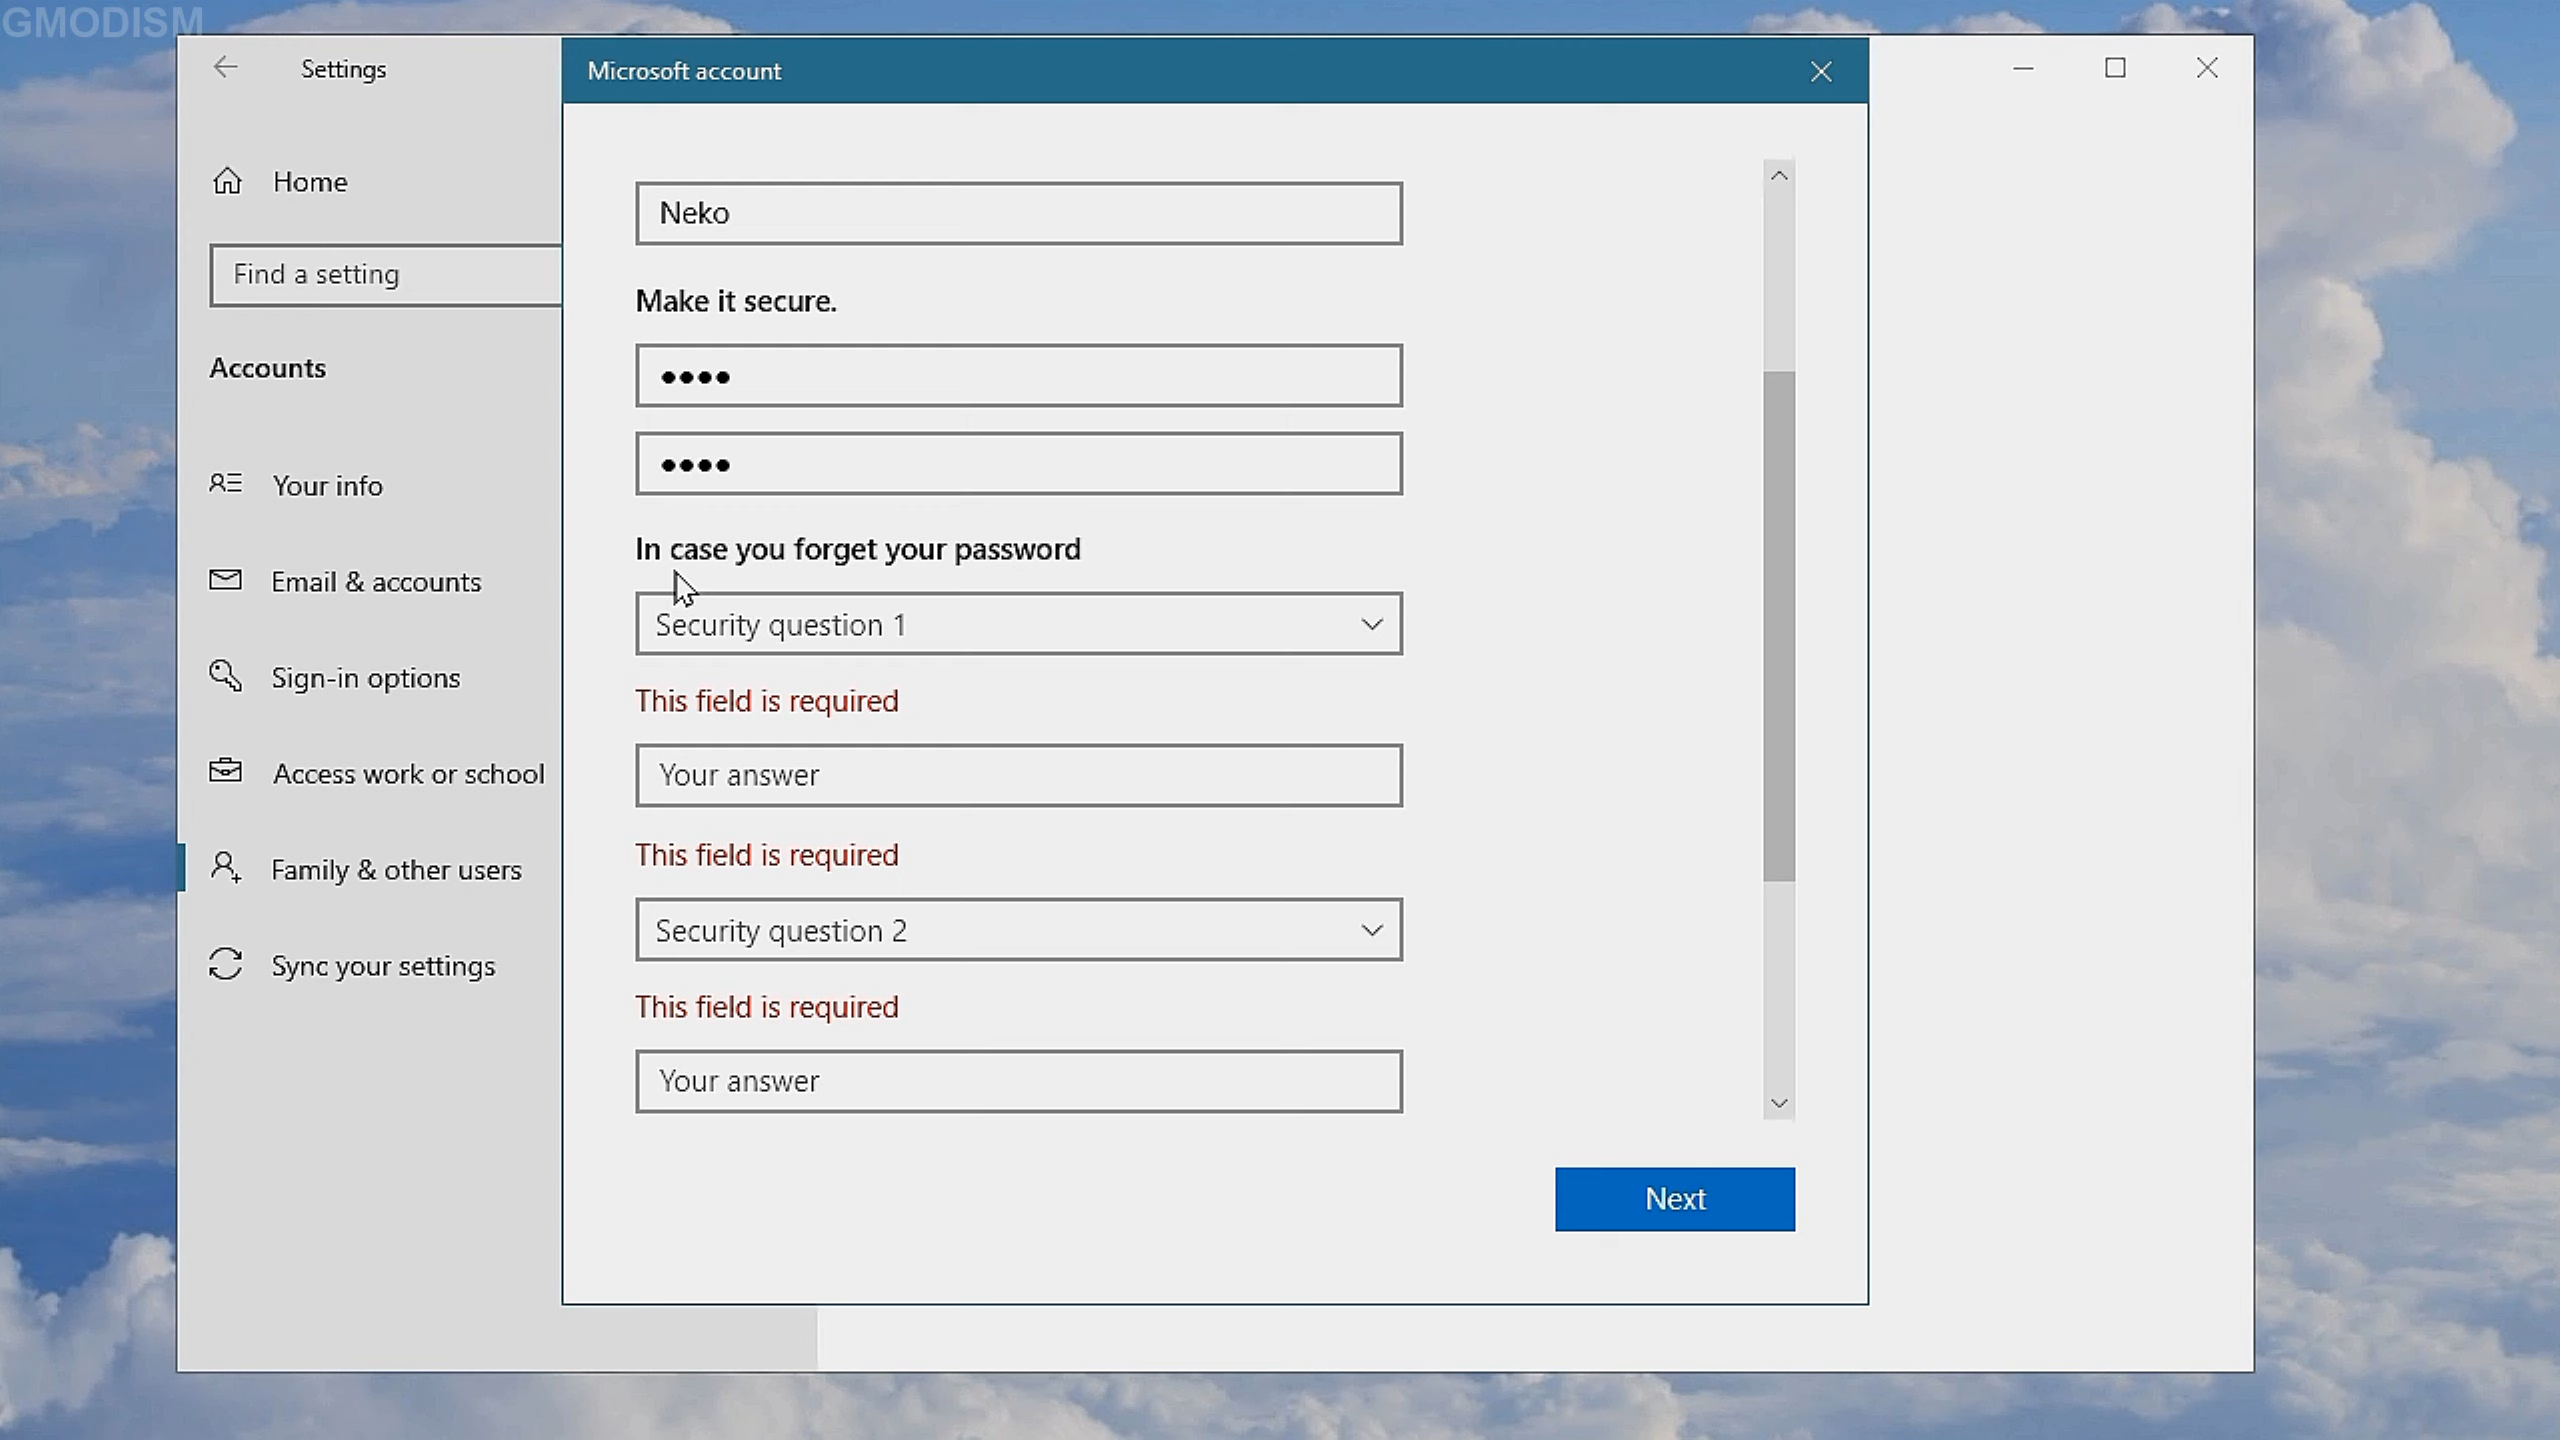 GMODISM
Settings
Microsoft account
Home
Find a setting
Accounts
Your info
Email & accounts
Sign-in options
Access work or school
Family & other users
Sync your settings
Neko
Make it secure.
••••
••••
In case you forget your password
Security question 1
This field is required
Your answer
This field is required
Security question 2
This field is required
Your answer
Next